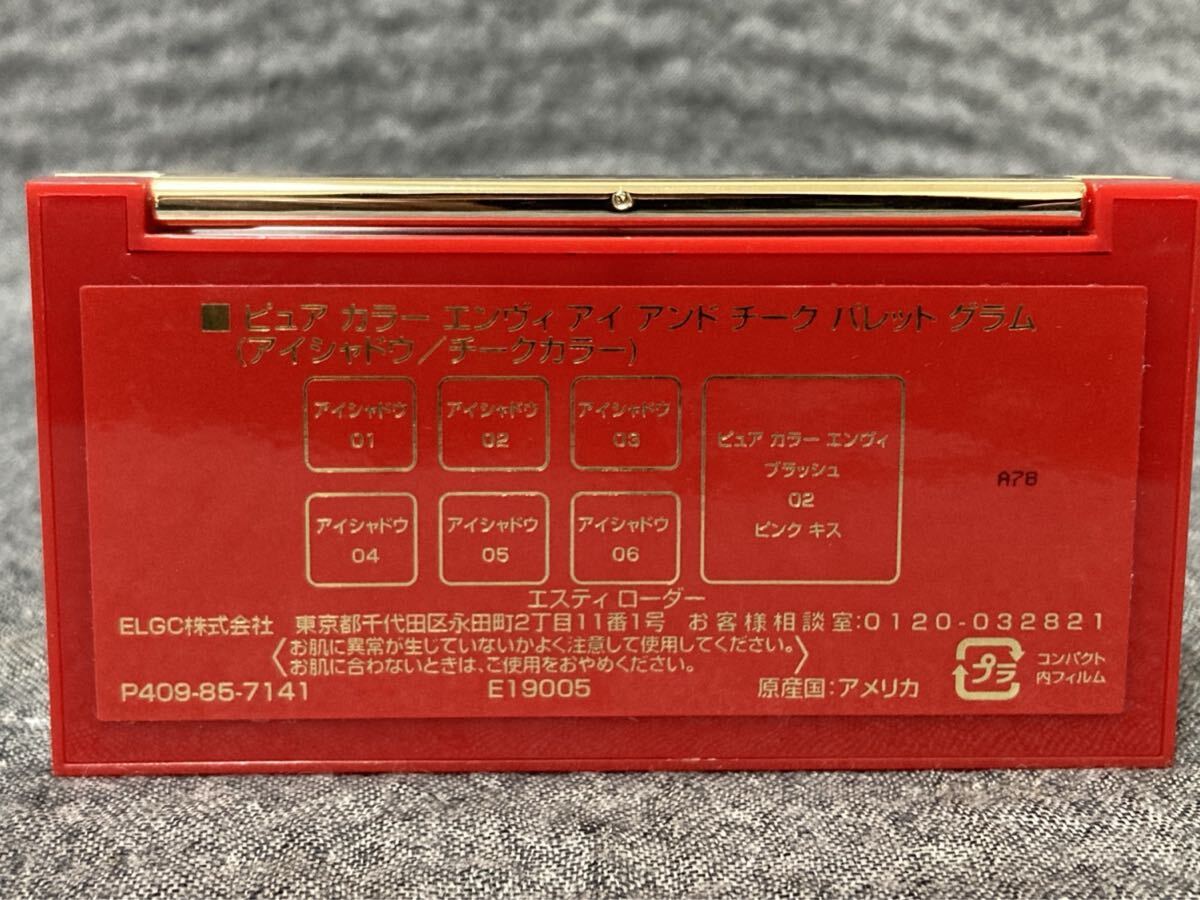 ■ ピュア カラー エンヴィ アイ アンド チーク パレット グラム
(アイシャドウ/チークカラー)
アイシャドウ
01
アイシャドウ
02
アイシャドウ
03
アイシャドウ
04
アイシャドウ
05
アイシャドウ
06
ピュア カラー エンヴィ
ブラッシュ
02
ピンク キス
A78
エスティ ローダー
ELGC株式会社 東京都千代田区永田町2丁目11番1号 お客様相談室:0120-032821
〈お肌に異常が生じていないかよく注意して使用してください。
お肌に合わないときは、ご使用をおやめください。〉
プラ
コンパクト
内フィルム
P409-85-7141 E19005 原産国:アメリカ